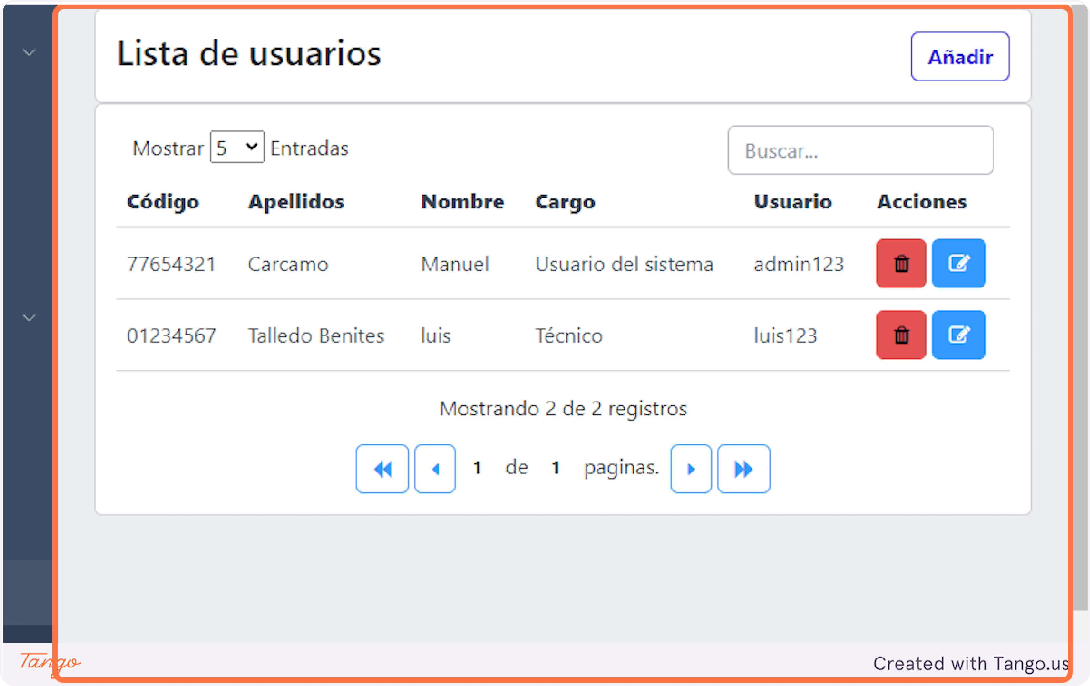 Lista de usuarios
Añadir
Mostrar 5 Entradas
Buscar...
Código Apellidos Nombre Cargo Usuario Acciones
77654321 Carcamo Manuel Usuario del sistema admin123
01234567 Talledo Benites luis Técnico luis123
Mostrando 2 de 2 registros
1 de 1 paginas.
Tango
Created with Tango.us